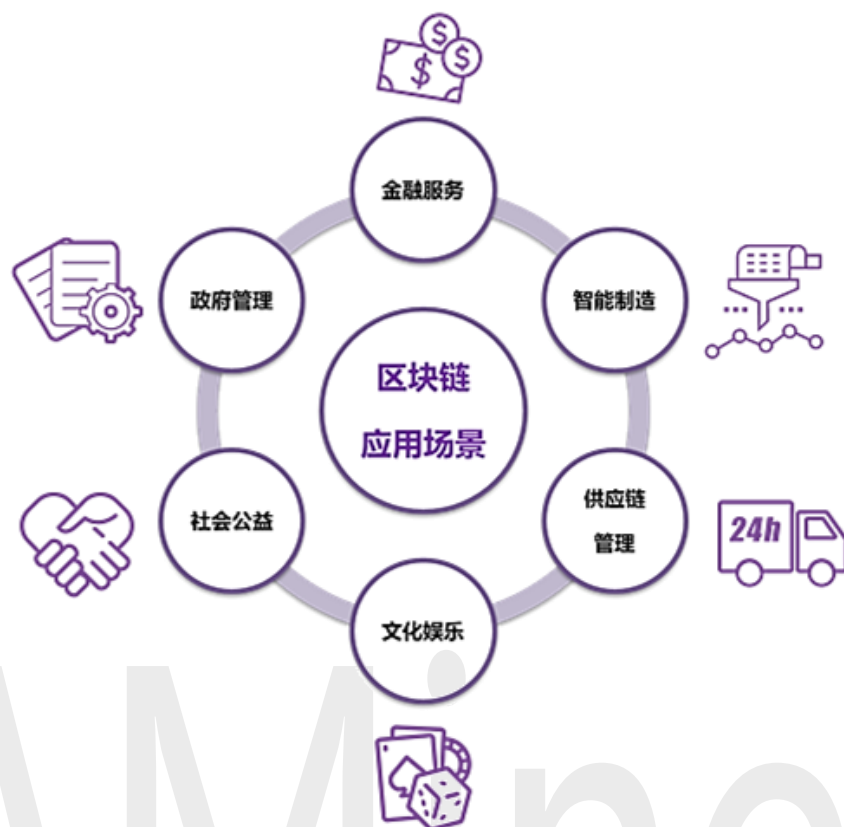 金融服务
政府管理
智能制造
区块链
应用场景
社会公益
供应链
管理
24h
文化娱乐
AMine